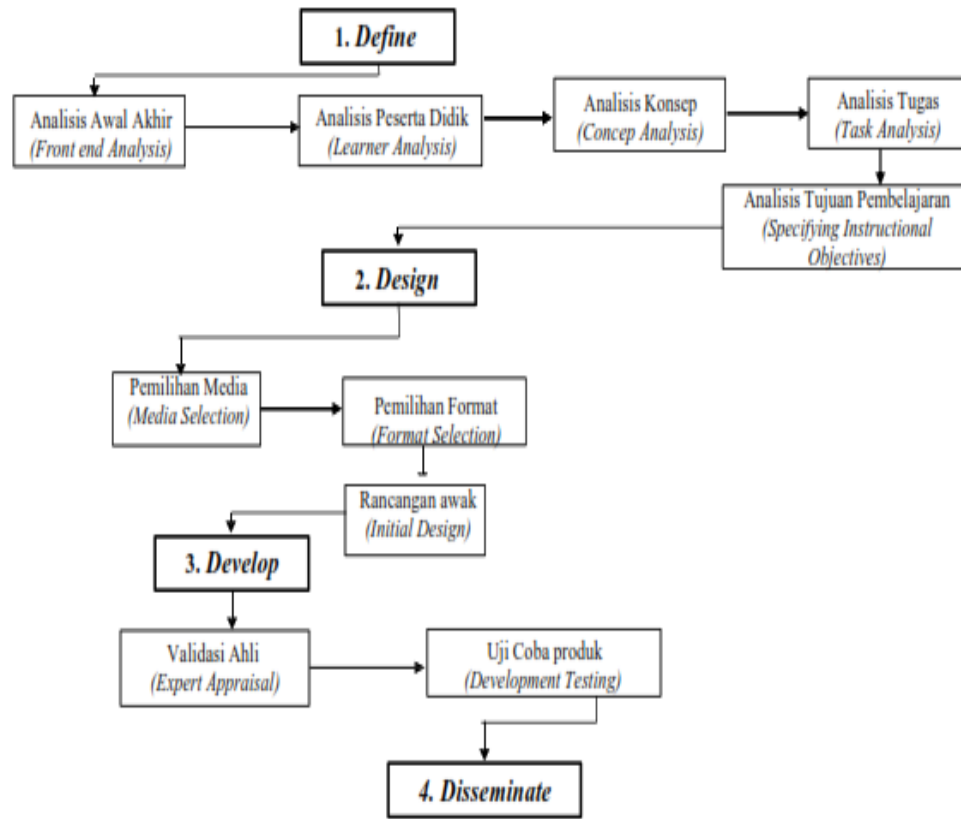 1. Define
Analisis Awal Akhir
(Front end Analysis)
Analisis Peserta Didik
(Learner Analysis)
Analisis Konsep
(Concep Analysis)
Analisis Tugas
(Task Analysis)
Analisis Tujuan Pembelajaran
(Specifying Instructional
Objectives)
2. Design
Pemilihan Media
(Media Selection)
Pemilihan Format
(Format Selection)
Rancangan awak
(Initial Design)
3. Develop
Validasi Ahli
(Expert Appraisal)
Uji Coba produk
(Development Testing)
4. Disseminate